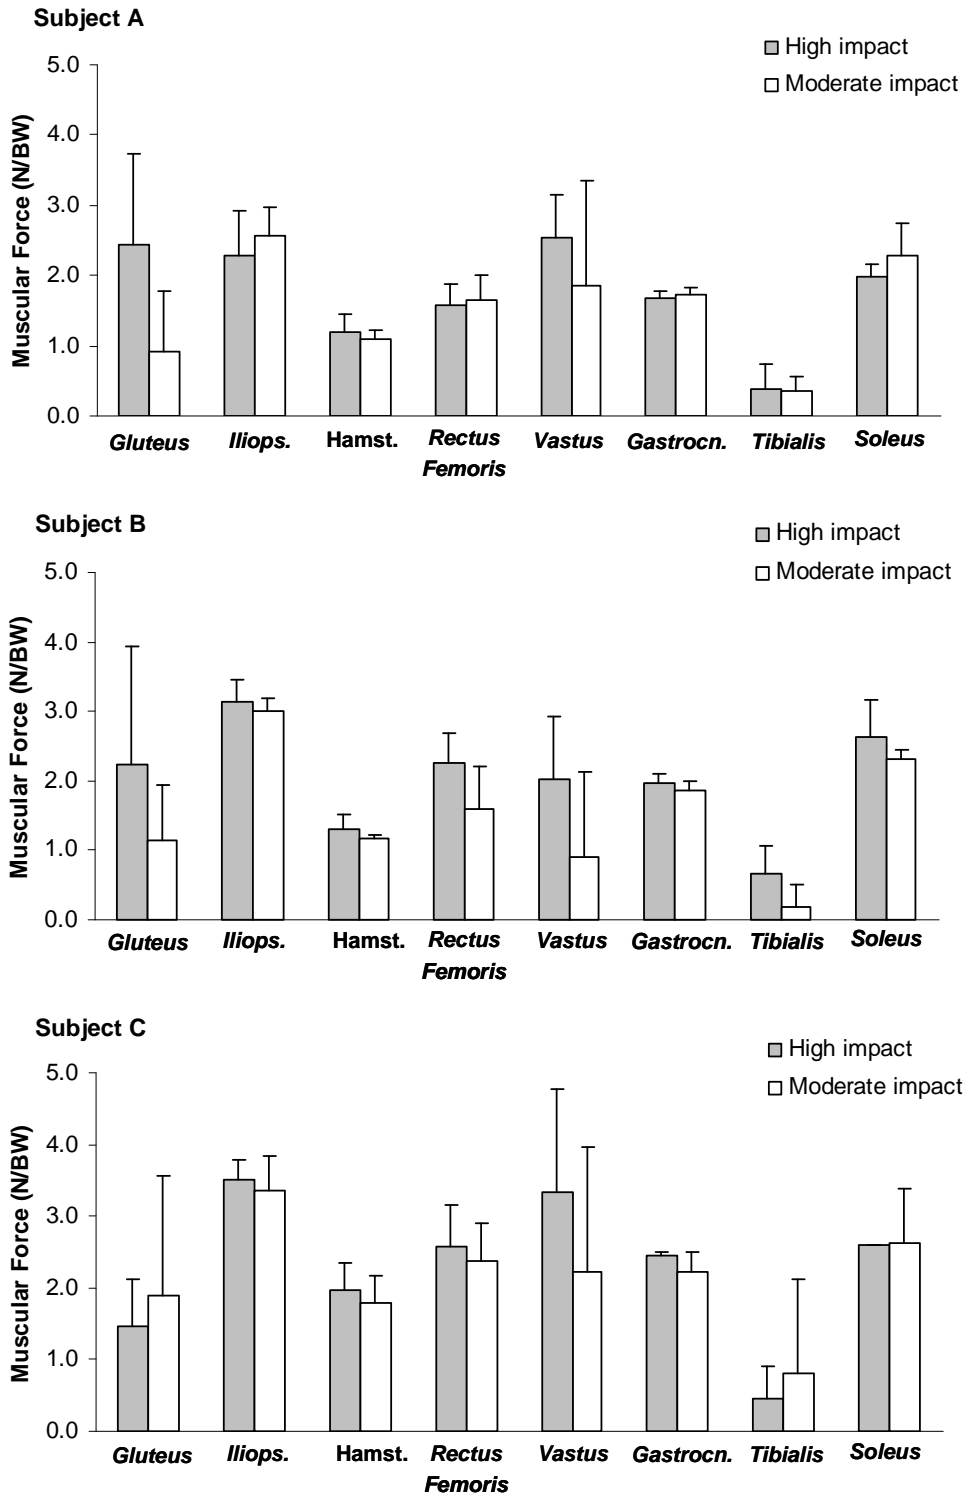 Subject A
High impact
Moderate impact
Muscular Force (N/BW)
5.0
4.0
3.0
2.0
1.0
0.0
Gluteus Iliops. Hamst. Rectus Femoris Vastus Gastrocn. Tibialis Soleus
Subject B
High impact
Moderate impact
Muscular Force (N/BW)
5.0
4.0
3.0
2.0
1.0
0.0
Gluteus Iliops. Hamst. Rectus Femoris Vastus Gastrocn. Tibialis Soleus
Subject C
High impact
Moderate impact
Muscular Force (N/BW)
5.0
4.0
3.0
2.0
1.0
0.0
Gluteus Iliops. Hamst. Rectus Femoris Vastus Gastrocn. Tibialis Soleus